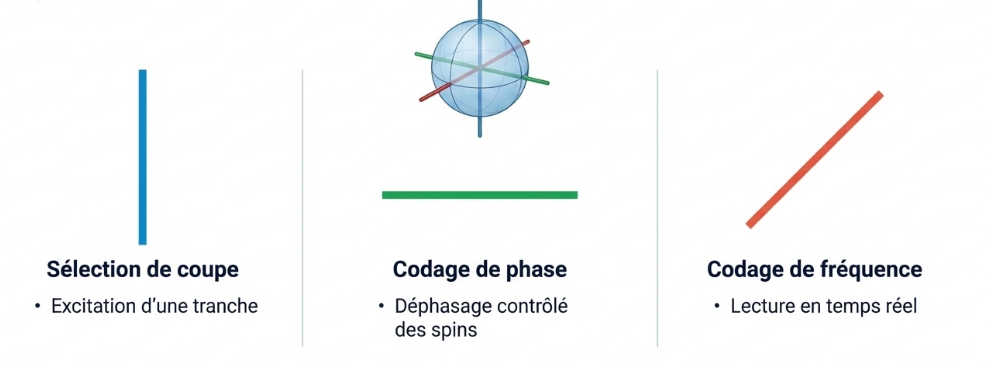 Sélection de coupe
• Excitation d’une tranche
Codage de phase
• Déphasage contrôlé
des spins
Codage de fréquence
• Lecture en temps réel